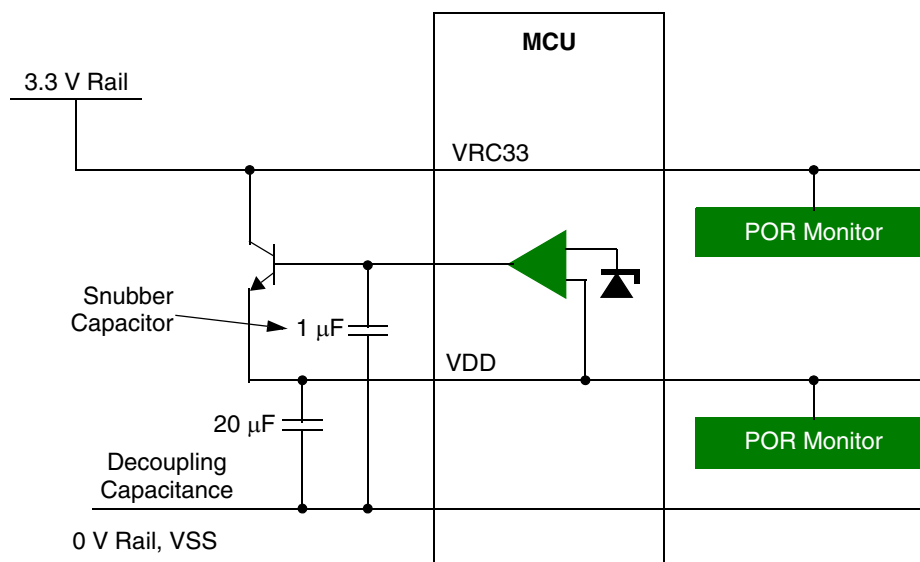 MCU
3.3 V Rail
VRC33
POR Monitor
Snubber
Capacitor
1 μF
VDD
20 μF
POR Monitor
Decoupling
Capacitance
0 V Rail, VSS